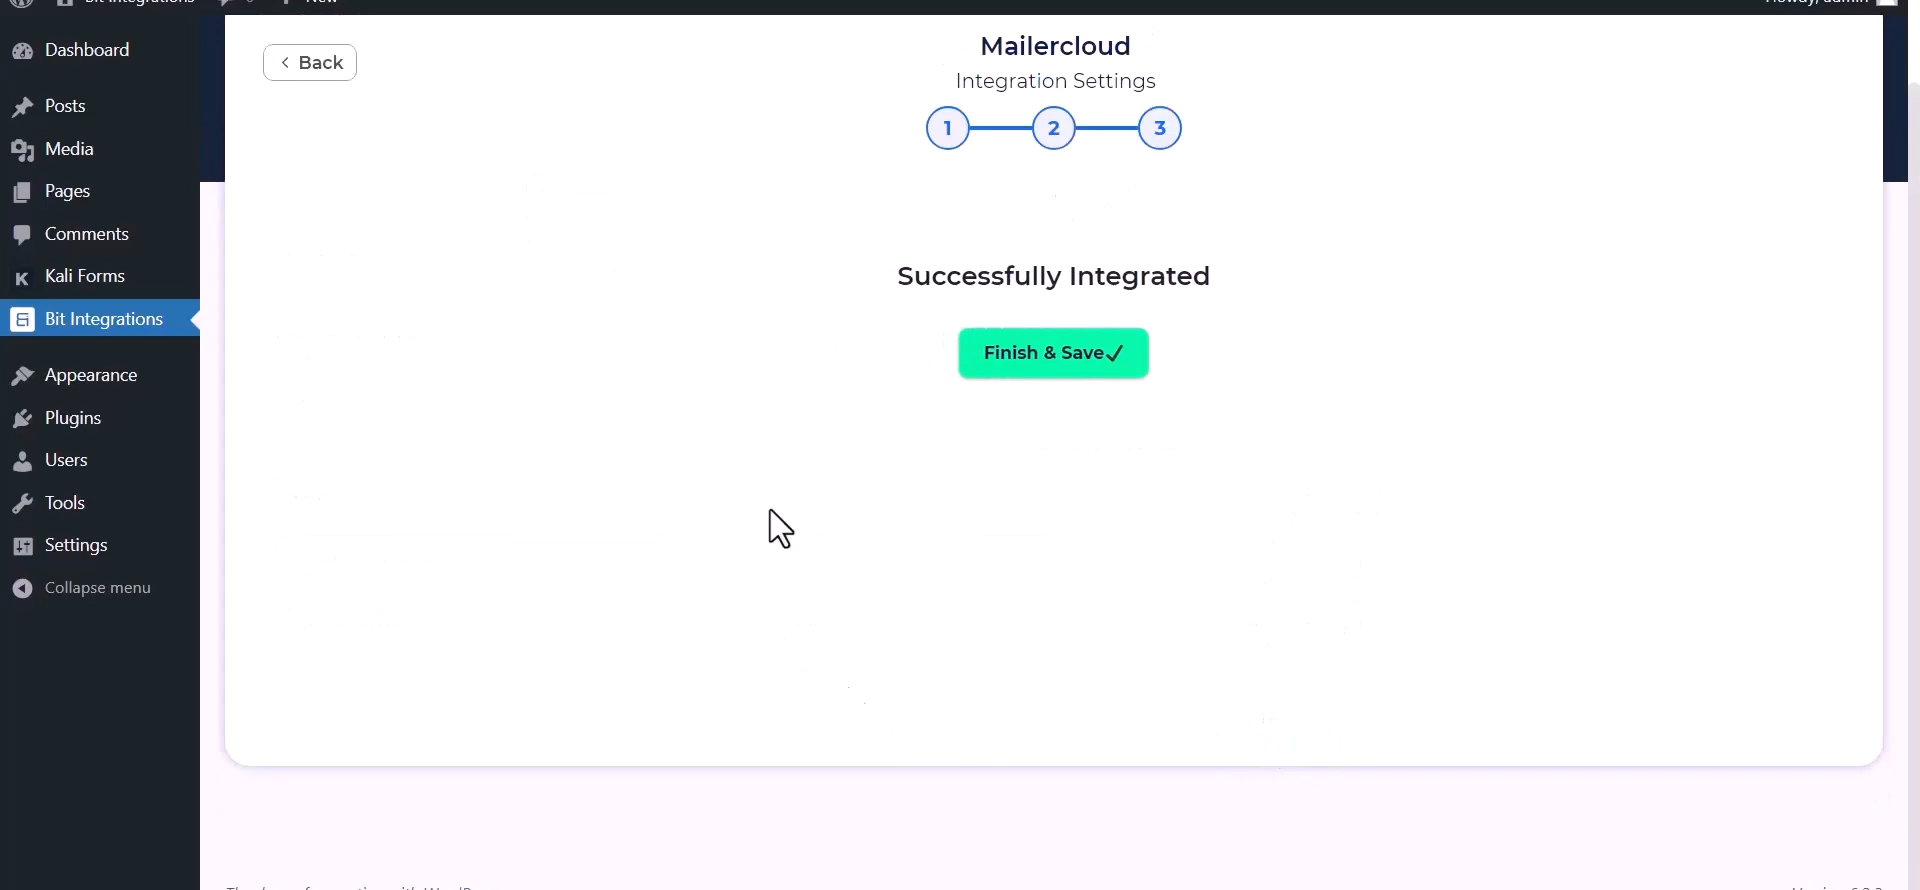 Bit Integrations
New
Howdy, admin
Dashboard
Posts
Media
Pages
Comments
Kali Forms
Bit Integrations
Appearance
Plugins
Users
Tools
Settings
Collapse menu
Back
Mailercloud
Integration Settings
1
2
3
Successfully Integrated
Finish & Save